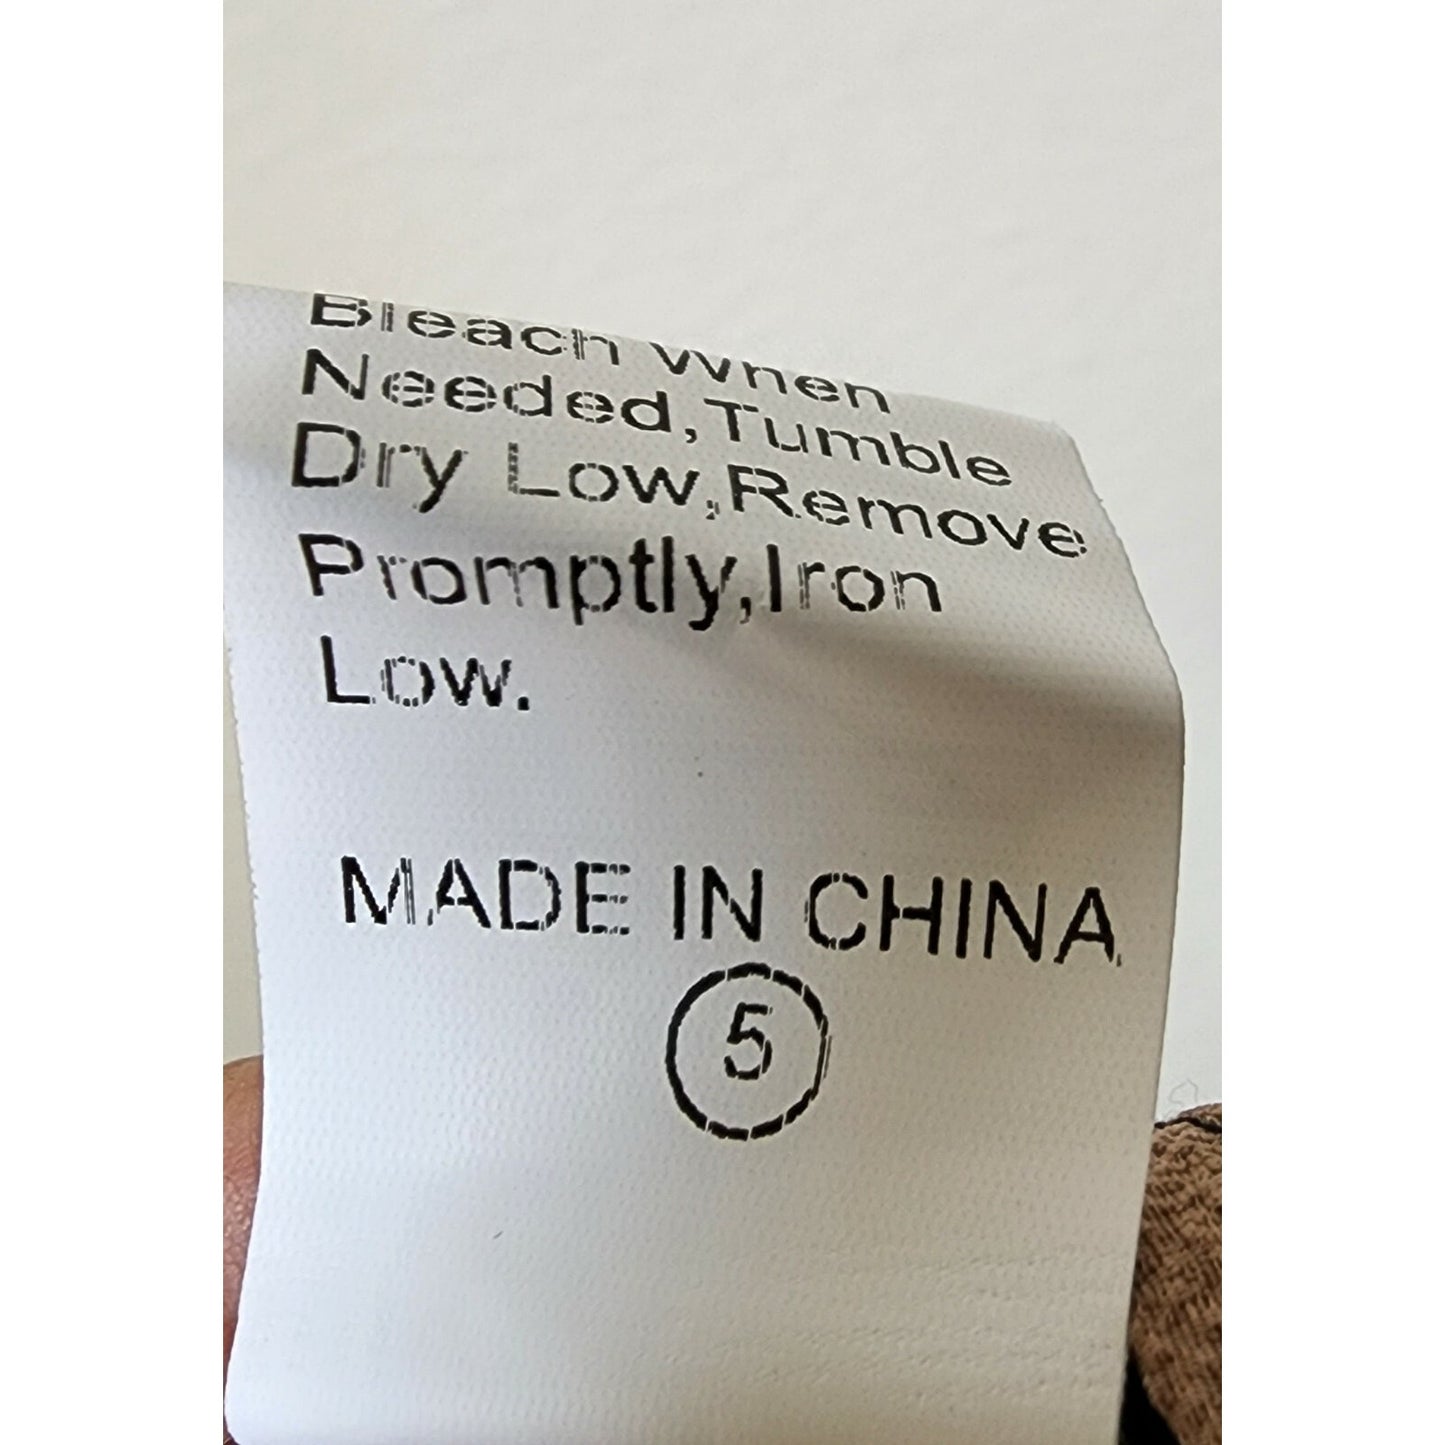 Bleach When
Needed,Tumble
Dry Low,Remove
Promptly,Iron
Low.
MADE IN CHINA
5